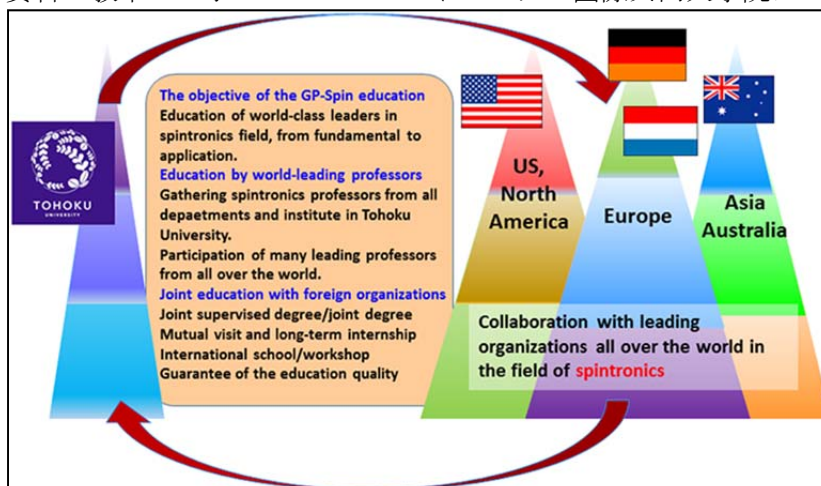 The objective of the GP-Spin education
Education of world-class leaders in
spintronics field, from fundamental to
application.
Education by world-leading professors
Gathering spintronics professors from all
depaetments and institute in Tohoku
University.
Participation of many leading professors
from all over the world.
Joint education with foreign organizations
Joint supervised degree/joint degree
Mutual visit and long-term internship
International school/workshop
Guarantee of the education quality
TOHOKU
UNIVERSITY
US,
North
America
Europe
Asia
Australia
Collaboration with leading
organizations all over the world in
the field of spintronics